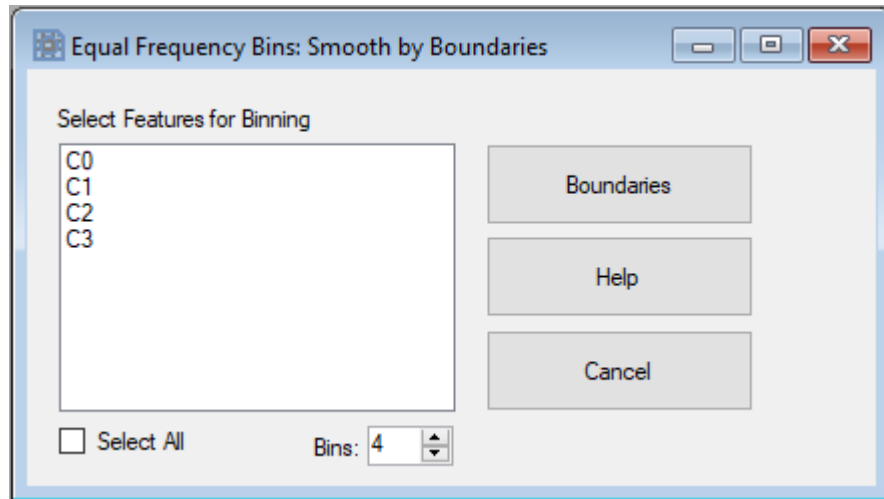 Equal Frequency Bins: Smooth by Boundaries
Select Features for Binning
C0
C1
C2
C3
Boundaries
Help
Cancel
Select All
Bins: 4